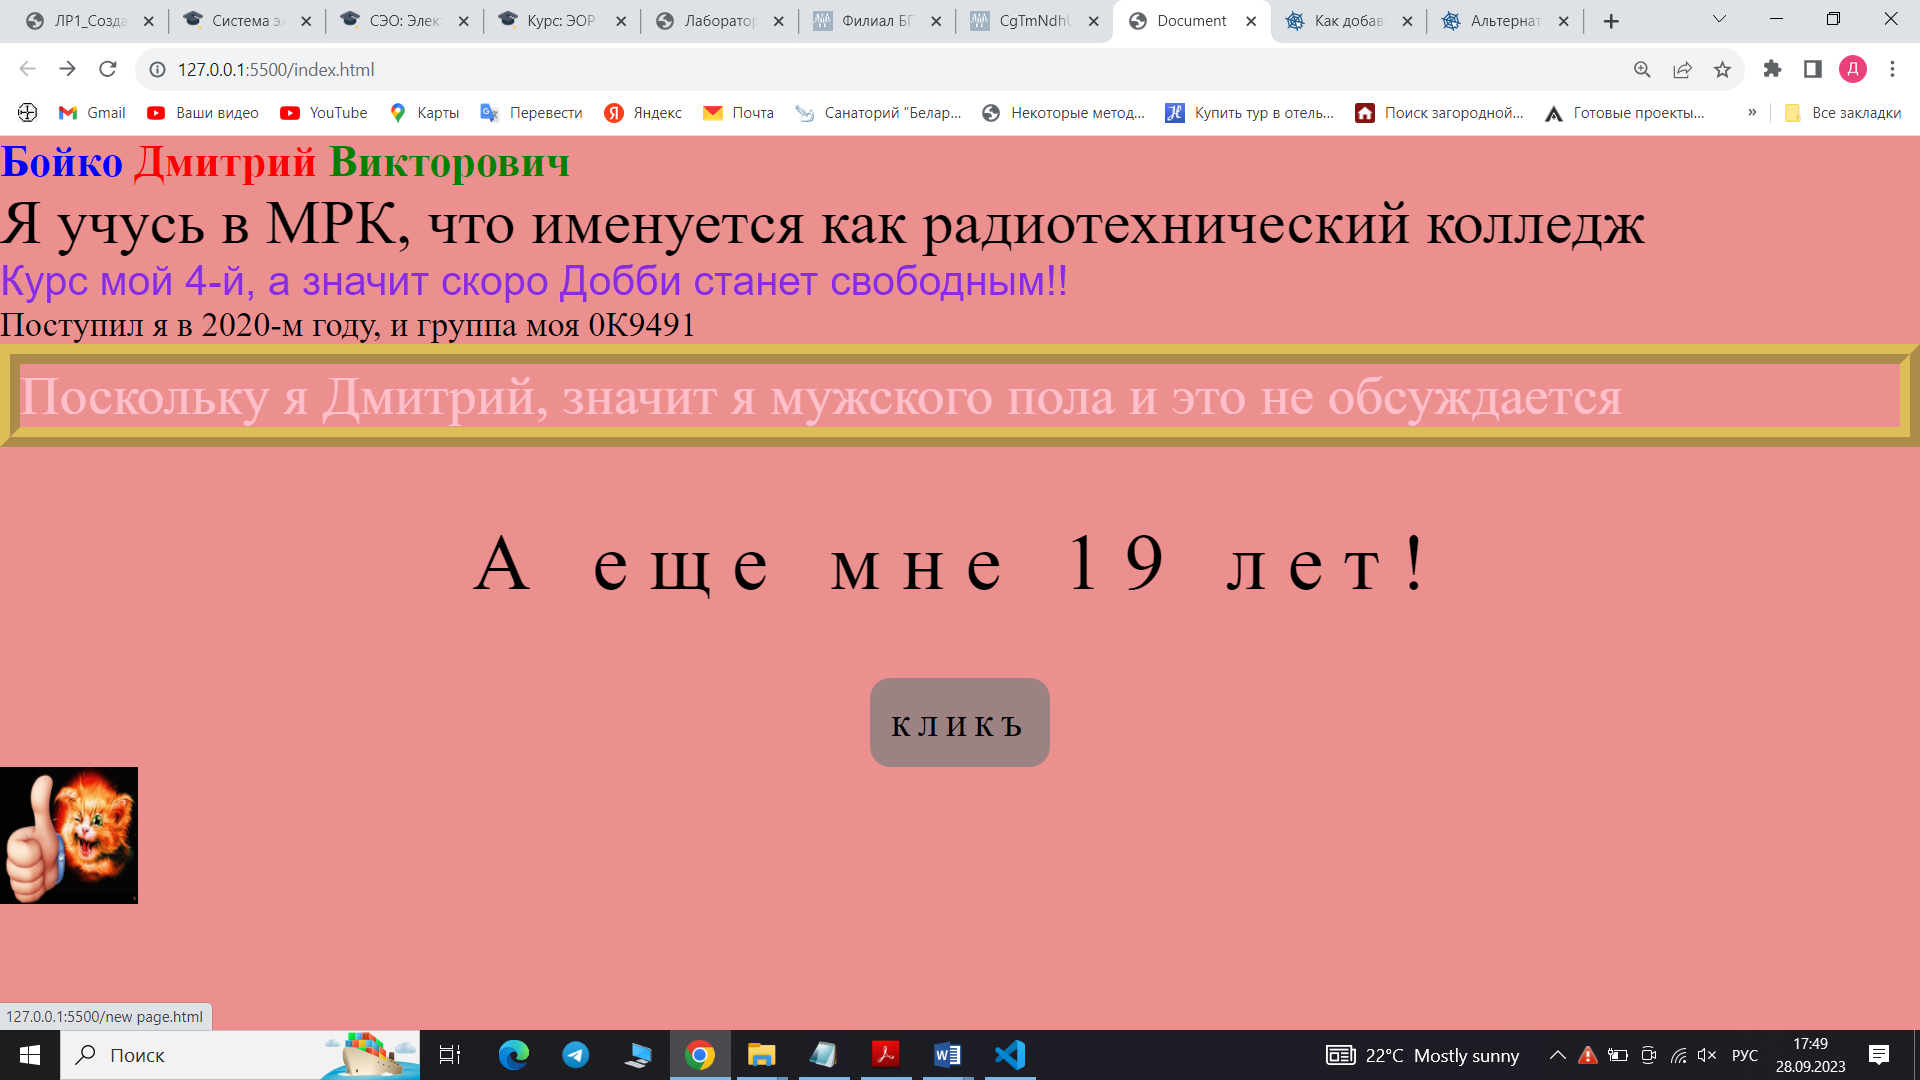 ЛР1_Созда
Система эл
СЭО: Элек
Курс: ЭОР
Лаборатор
Филиал БГ
CgTmNdhU
Document
Как добави
Альтернат
127.0.0.1:5500/index.html
Д
Gmail
Ваши видео
YouTube
Карты
Перевести
Яндекс
Почта
Санаторий "Белар...
Некоторые метод...
Купить тур в отель...
Поиск загородной...
Готовые проекты...
»
Все закладки
Бойко Дмитрий Викторович
Я учусь в МРК, что именуется как радиотехнический колледж
Курс мой 4-й, а значит скоро Добби станет свободным!!
Поступил я в 2020-м году, и группа моя 0К9491
Поскольку я Дмитрий, значит я мужского пола и это не обсуждается
А еще мне 19 лет!
кликъ
127.0.0.1:5500/new page.html
Поиск
22°C Mostly sunny
РУС
17:49
28.09.2023